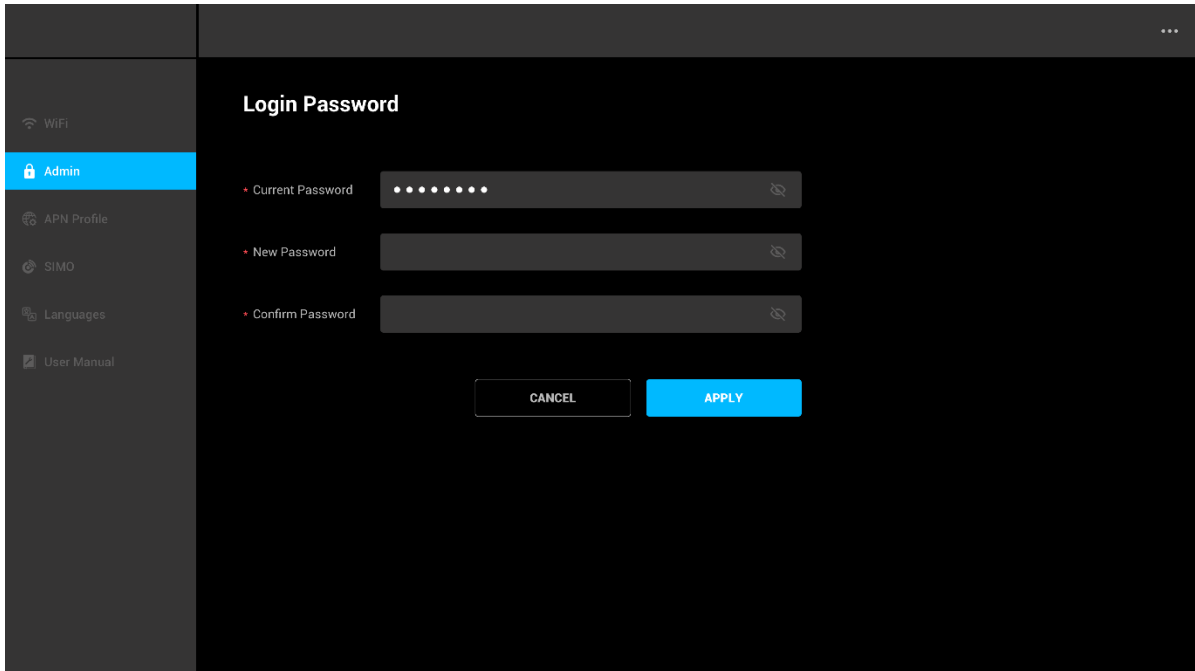 WiFi
Admin
APN Profile
SIMO
Languages
User Manual
Login Password
* Current Password
* New Password
* Confirm Password
CANCEL
APPLY